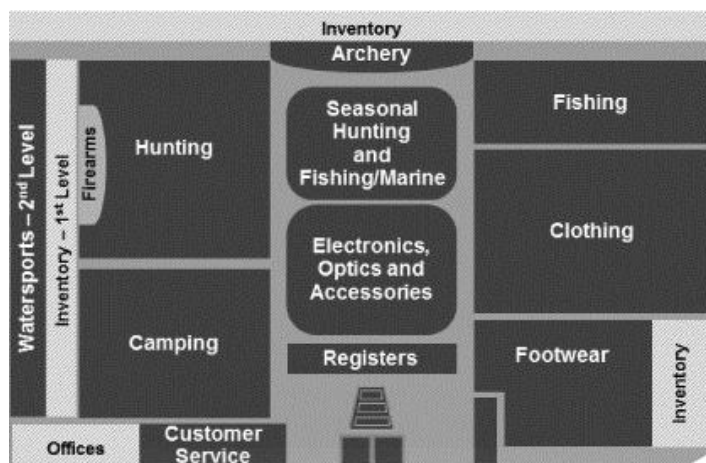 Inventory
Archery
Watersports – 2nd Level
Inventory – 1st Level
Firearms
Hunting
Seasonal
Hunting
and
Fishing/Marine
Fishing
Clothing
Electronics,
Optics and
Accessories
Camping
Registers
Footwear
Inventory
Offices
Customer
Service